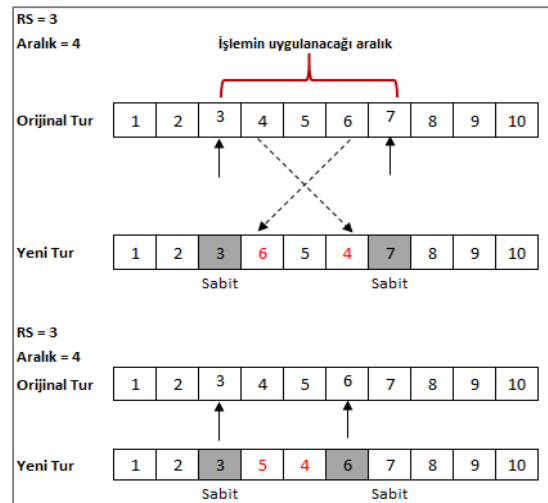 RS = 3
Aralık = 4
İşlemin uygulanacağı aralık
Orijinal Tur 1 2 3 4 5 6 7 8 9 10
Yeni Tur 1 2 3 6 5 4 7 8 9 10
Sabit Sabit
RS = 3
Aralık = 4
Orijinal Tur 1 2 3 4 5 6 7 8 9 10
Yeni Tur 1 2 3 5 4 6 7 8 9 10
Sabit Sabit